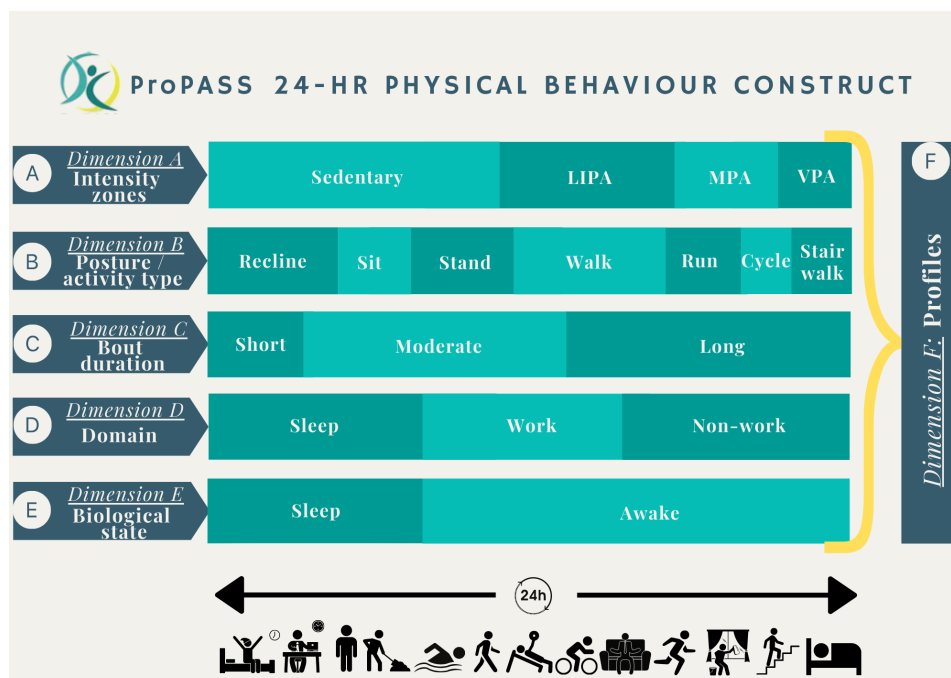 ProPASS 24-HR PHYSICAL BEHAVIOUR CONSTRUCT
A
Dimension A
Intensity
zones
Sedentary
LIPA
MPA
VPA
B
Dimension B
Posture /
activity type
Recline
Sit
Stand
Walk
Run
Cycle
Stair
walk
C
Dimension C
Bout
duration
Short
Moderate
Long
D
Dimension D
Domain
Sleep
Work
Non-work
E
Dimension E
Biological
state
Sleep
Awake
F
Dimension F: Profiles
24h